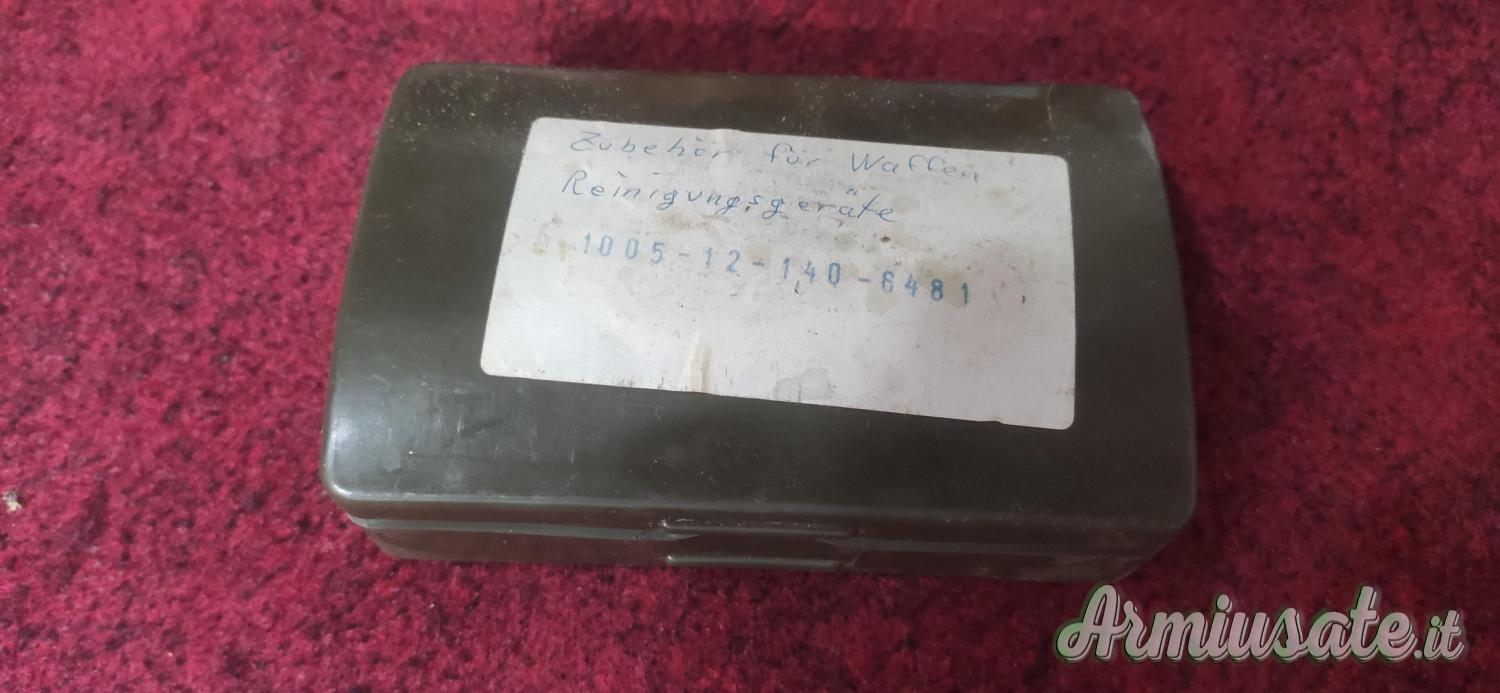 Zubehör für Waffen
Reinigungsgeräte
1005-12-140-6481
Armiusate.it